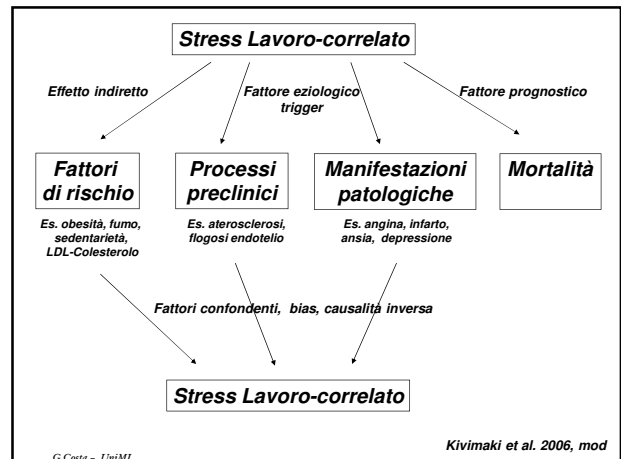 Stress Lavoro-correlato
Effetto indiretto
Fattore eziologico
trigger
Fattore prognostico
Fattori
di rischio
Processi
preclinici
Manifestazioni
patologiche
Mortalità
Es. obesità, fumo,
sedentarietà,
LDL-Colesterolo
Es. aterosclerosi,
flogosi endotelio
Es. angina, infarto,
ansia, depressione
Fattori confondenti, bias, causalità inversa
Stress Lavoro-correlato
Kivimaki et al. 2006, mod
G.Costa – UniMI